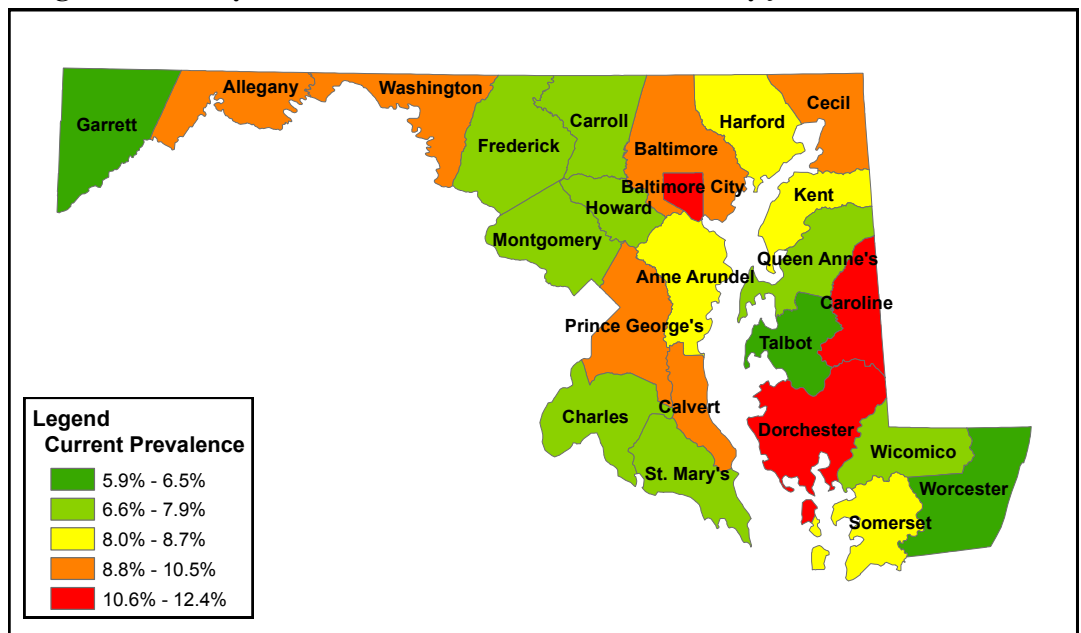 Allegany
Washington
Garrett
Frederick
Carroll
Baltimore
Harford
Cecil
Baltimore City
Howard
Kent
Montgomery
Anne Arundel
Queen Anne's
Caroline
Prince George's
Talbot
Charles
Calvert
Dorchester
St. Mary's
Wicomico
Worcester
Somerset
Legend
Current Prevalence
5.9% - 6.5%
6.6% - 7.9%
8.0% - 8.7%
8.8% - 10.5%
10.6% - 12.4%